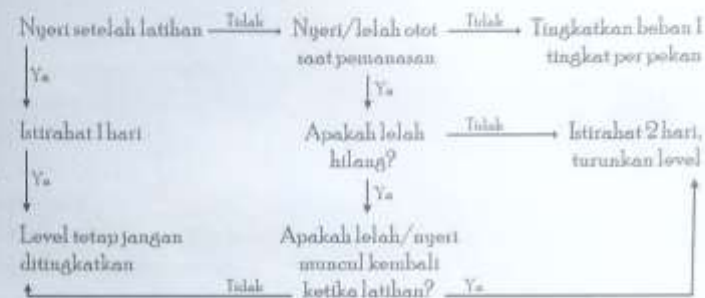 Nyeri setelah latihan
Tidak
Nyeri/lelah otot
saat pemanasan
Tidak
Tingkatkan beban 1
tingkat per pekan
Ya
Ya
Istirahat 1 hari
Apakah lelah
hilang?
Tidak
Istirahat 2 hari,
turunkan level
Ya
Ya
Level tetap jangan
ditingkatkan
Apakah lelah/nyeri
muncul kembali
ketika latihan?
Tidak
Ya